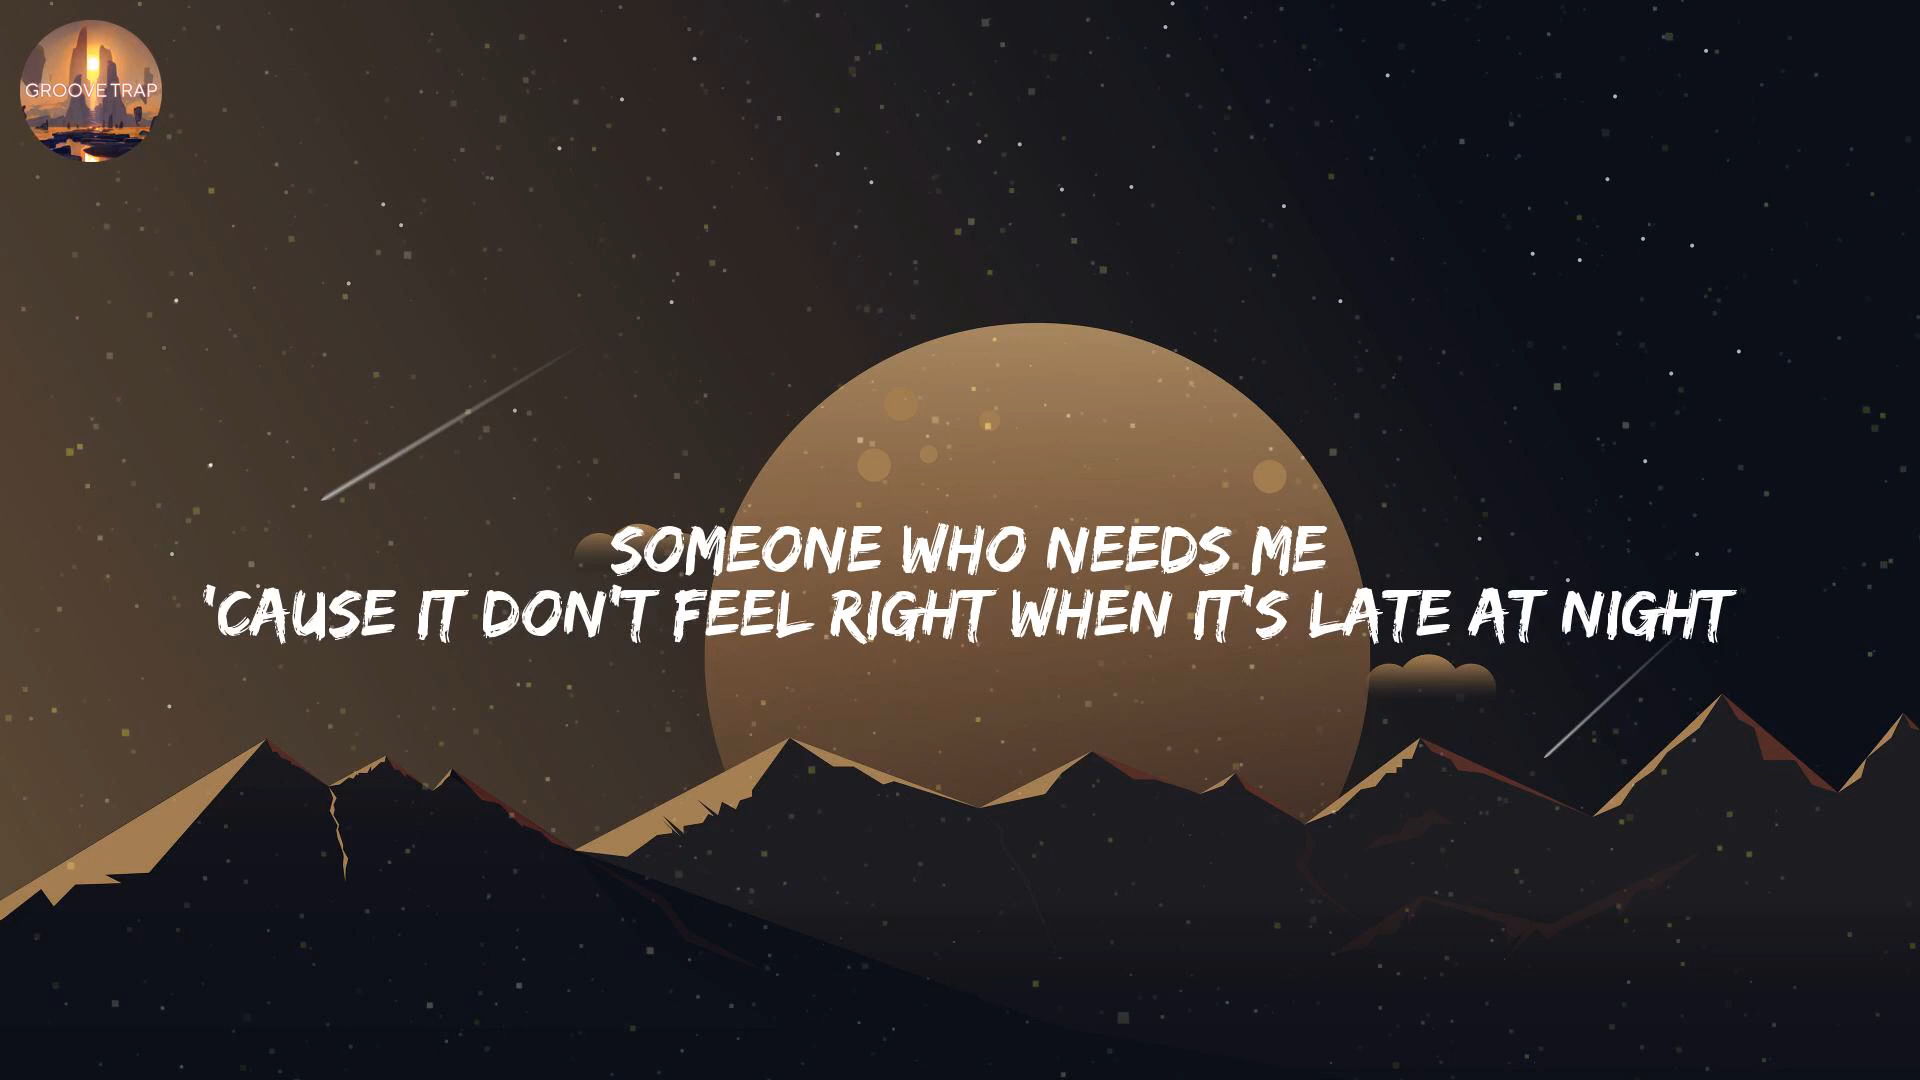 GROOVE TRAP
SOMEONE WHO NEEDS ME
'CAUSE IT DON'T FEEL RIGHT WHEN IT'S LATE AT NIGHT